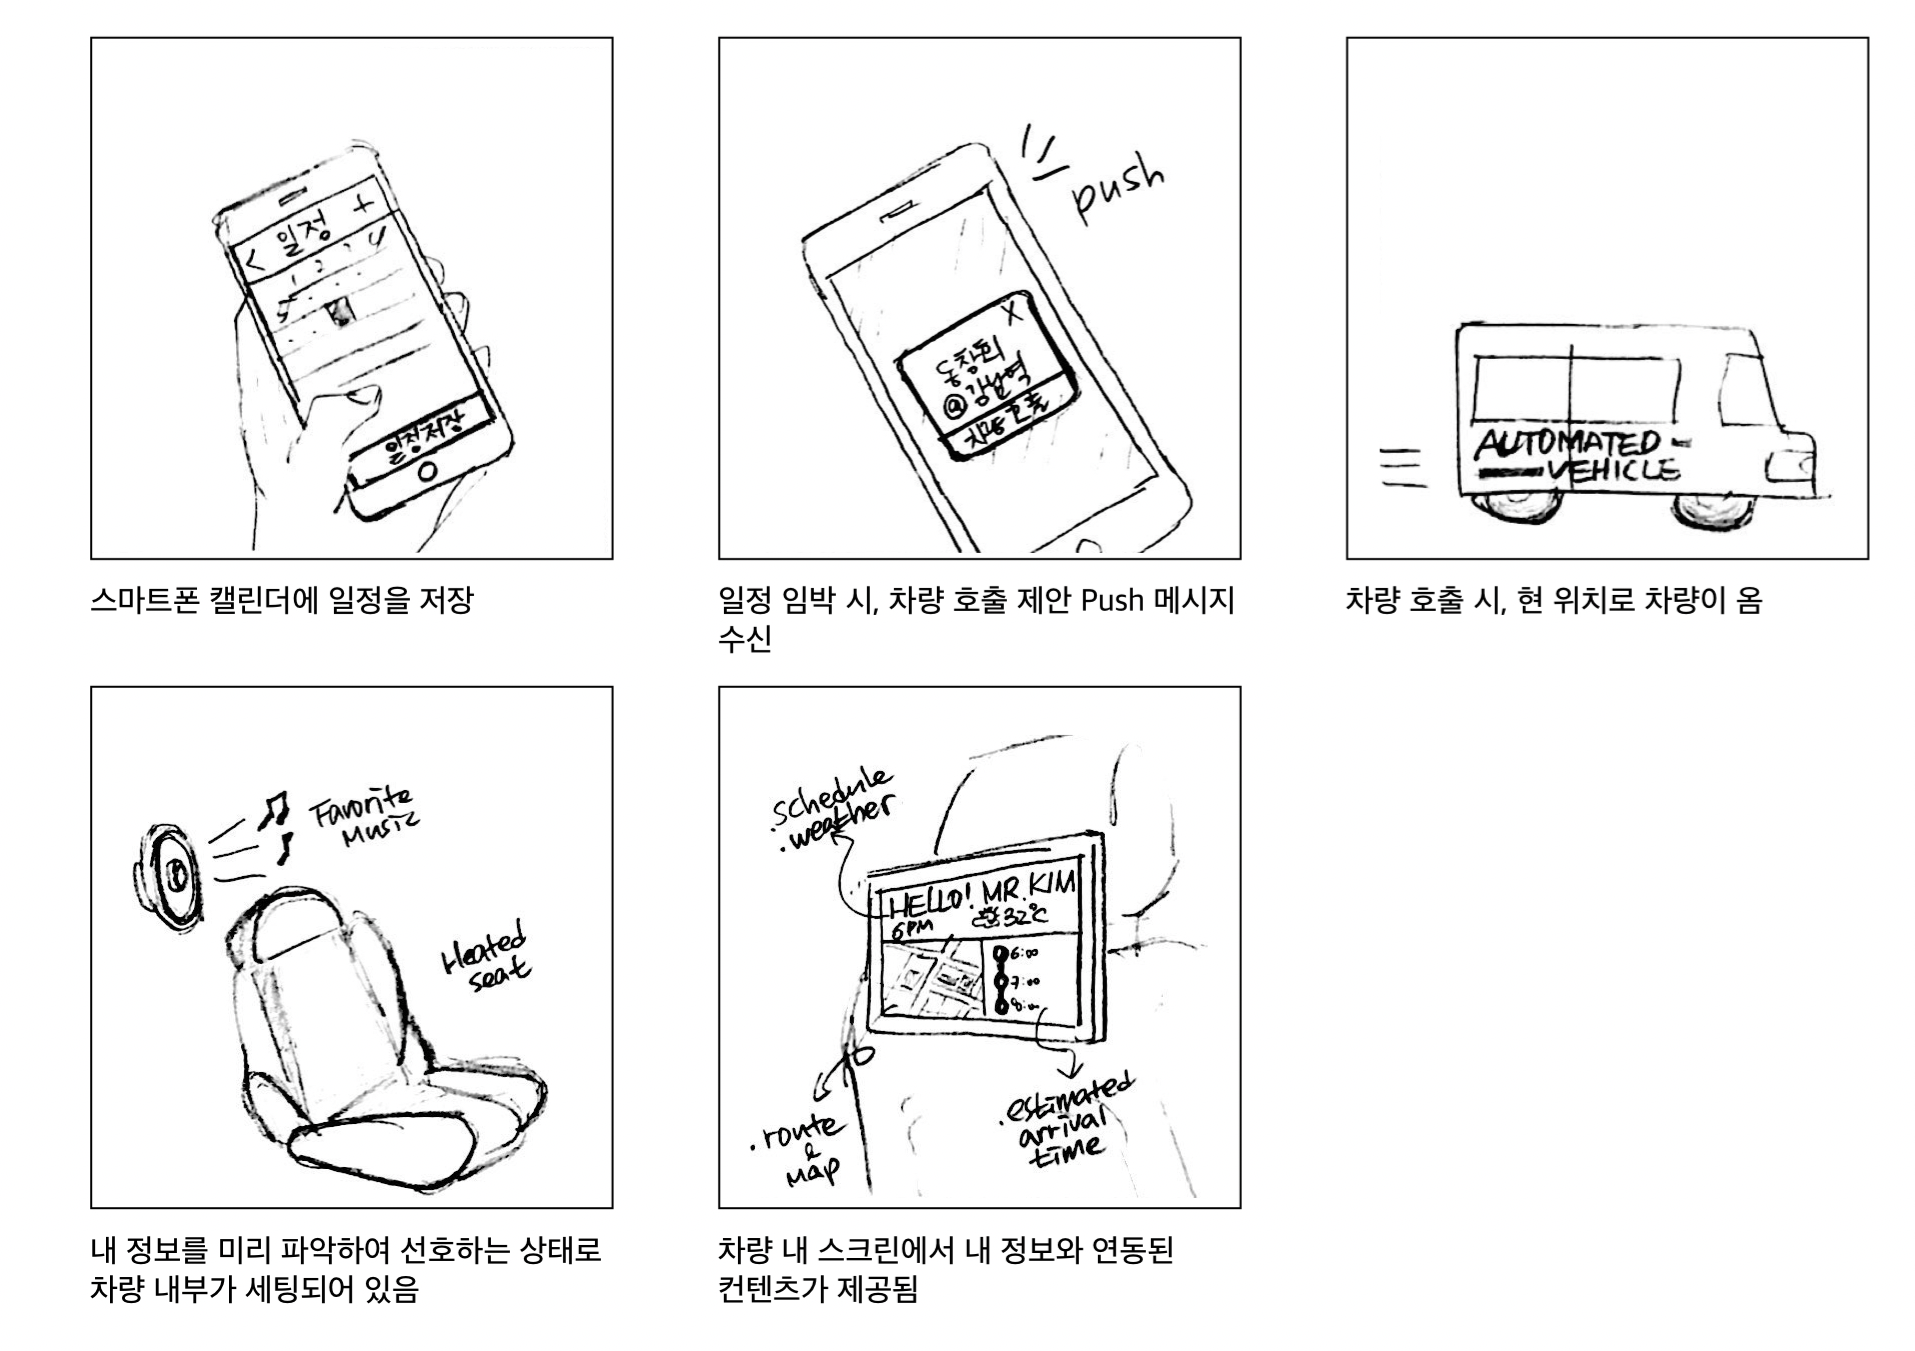 < 일정 +
1 2 4
5
일정저장
스마트폰 캘린더에 일정을 저장
push
X
동창회
@강남역
차량호출
일정 임박 시, 차량 호출 제안 Push 메시지
수신
AUTOMATED-
VEHICLE
차량 호출 시, 현 위치로 차량이 옴
Favorite
Music
Heated
seat
내 정보를 미리 파악하여 선호하는 상태로
차량 내부가 세팅되어 있음
.schedule
.weather
HELLO! MR.KIM
6PM 32℃
6:00
7:00
.route
&
map
.estimated
arrival
time
차량 내 스크린에서 내 정보와 연동된
컨텐츠가 제공됨